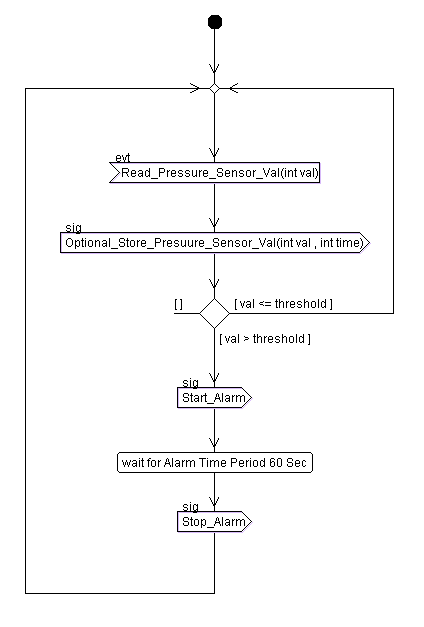 evt
Read_Pressure_Sensor_Val(int val)
sig
Optional_Store_Presuure_Sensor_Val(int val , int time)
[ ]
[ val <= threshold ]
[ val > threshold ]
sig
Start_Alarm
wait for Alarm Time Period 60 Sec
sig
Stop_Alarm